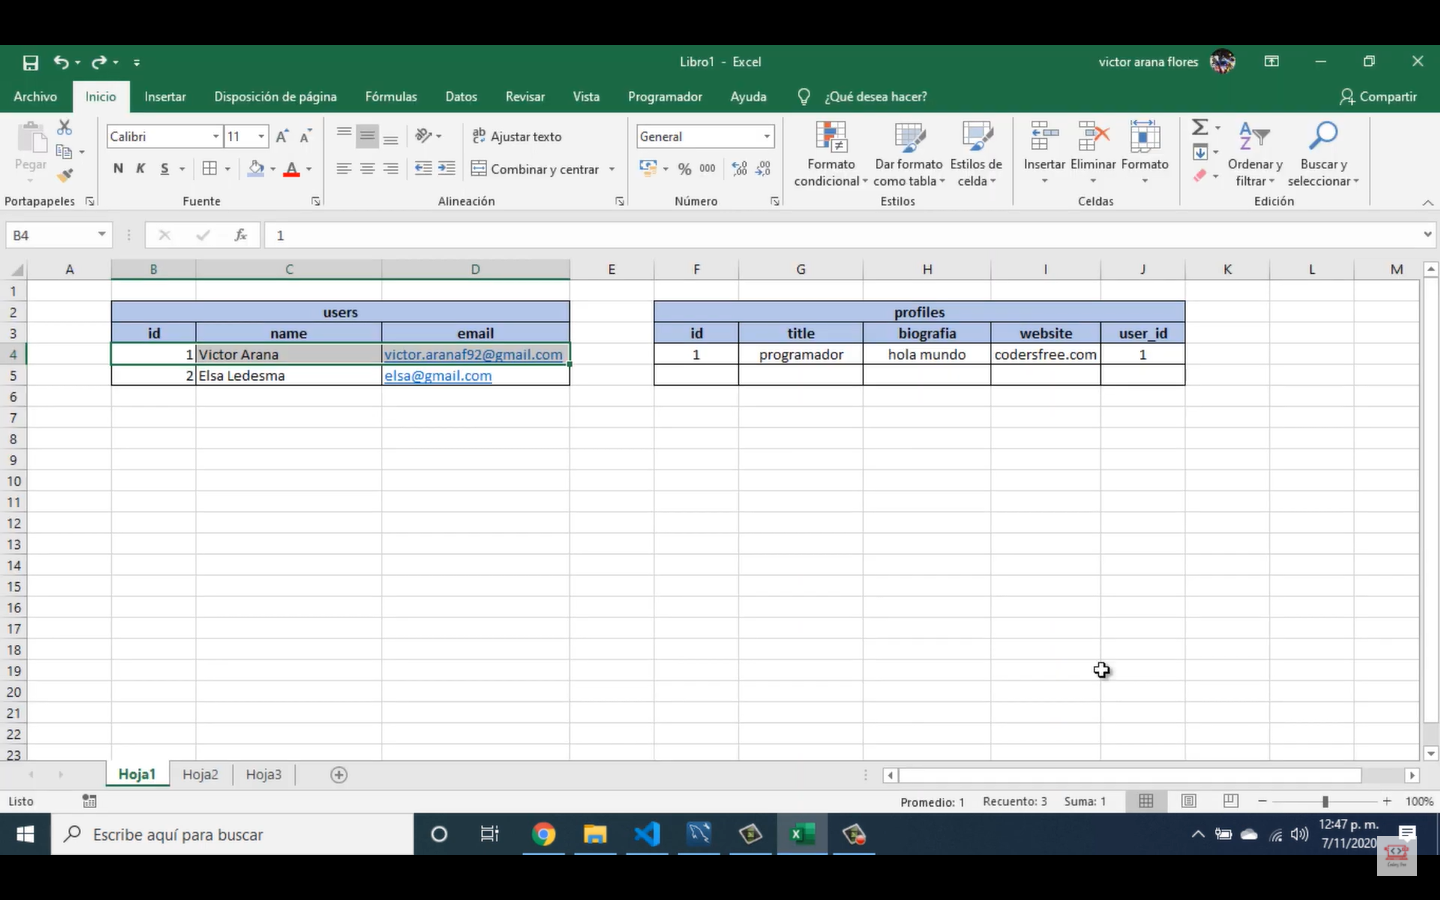 Libro1 - Excel
victor arana flores
Archivo Inicio Insertar Disposición de página Fórmulas Datos Revisar Vista Programador Ayuda ¿Qué desea hacer? Compartir
Pegar
Portapapeles
Calibri 11
N K S
Fuente
Ajustar texto
Combinar y centrar
Alineación
General
% 000
Número
Formato condicional
Dar formato como tabla
Estilos de celda
Estilos
Insertar Eliminar Formato
Celdas
Ordenar y filtrar
Buscar y seleccionar
Edición
B4 fx 1
A B C D E F G H I J K L M
1
2 users profiles
3 id name email id title biografia website user_id
4 1 Victor Arana victor.aranaf92@gmail.com 1 programador hola mundo codersfree.com 1
5 2 Elsa Ledesma elsa@gmail.com
6
7
8
9
10
11
12
13
14
15
16
17
18
19
20
21
22
23
Hoja1 Hoja2 Hoja3
Listo Promedio: 1 Recuento: 3 Suma: 1 100%
Escribe aquí para buscar
12:47 p. m.
7/11/2020